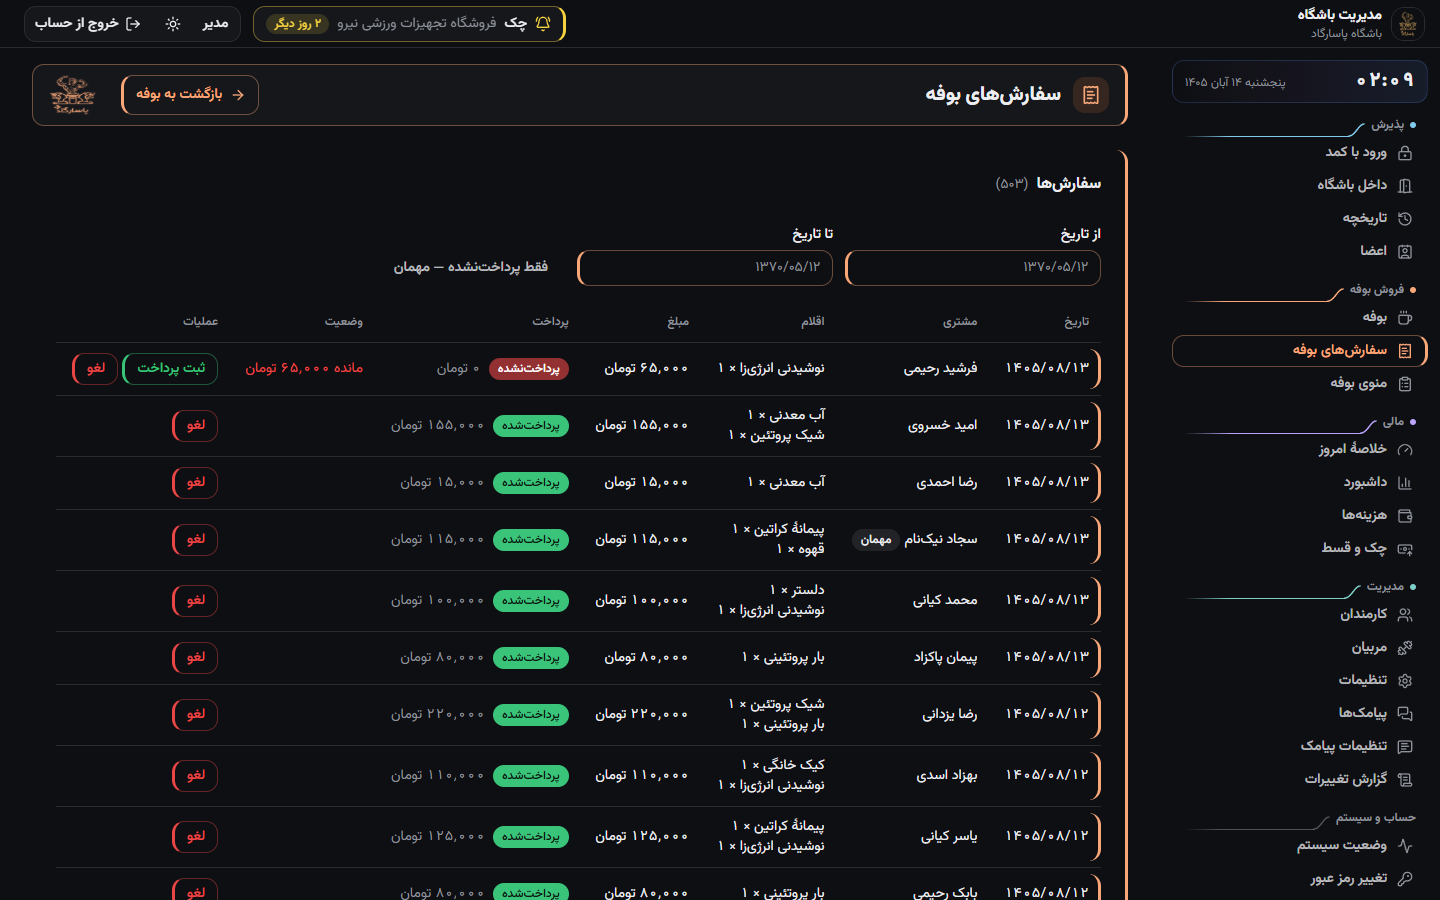 مدیریت باشگاه
باشگاه پاسارگاد
چک فروشگاه تجهیزات ورزشی نیرو ۲ روز دیگر
مدیر
خروج از حساب
۰۲:۰۹
پنجشنبه ۱۴ آبان ۱۴۰۵
پذیرش
ورود با کمد
داخل باشگاه
تاریخچه
اعضا
فروش بوفه
بوفه
سفارش‌های بوفه
منوی بوفه
مالی
خلاصهٔ امروز
داشبورد
هزینه‌ها
چک و قسط
مدیریت
کارمندان
مربیان
تنظیمات
پیامک‌ها
تنظیمات پیامک
گزارش تغییرات
حساب و سیستم
وضعیت سیستم
تغییر رمز عبور
سفارش‌های بوفه
بازگشت به بوفه
پاسارگاد
سفارش‌ها (۵۰۳)
از تاریخ
تا تاریخ
۱۳۷۰/۰۵/۱۲
۱۳۷۰/۰۵/۱۲
فقط پرداخت‌نشده — مهمان
تاریخ مشتری اقلام مبلغ پرداخت وضعیت عملیات
۱۴۰۵/۰۸/۱۳ فرشید رحیمی نوشیدنی انرژی‌زا × ۱ ۶۵,۰۰۰ تومان پرداخت‌نشده ۰ تومان مانده ۶۵,۰۰۰ تومان ثبت پرداخت لغو
۱۴۰۵/۰۸/۱۳ امید خسروی آب معدنی × ۱
شیک پروتئین × ۱ ۱۵۵,۰۰۰ تومان پرداخت‌شده ۱۵۵,۰۰۰ تومان لغو
۱۴۰۵/۰۸/۱۳ رضا احمدی آب معدنی × ۱ ۱۵,۰۰۰ تومان پرداخت‌شده ۱۵,۰۰۰ تومان لغو
۱۴۰۵/۰۸/۱۳ سجاد نیک‌نام مهمان پیمانهٔ کراتین × ۱
قهوه × ۱ ۱۱۵,۰۰۰ تومان پرداخت‌شده ۱۱۵,۰۰۰ تومان لغو
۱۴۰۵/۰۸/۱۳ محمد کیانی دلستر × ۱
نوشیدنی انرژی‌زا × ۱ ۱۰۰,۰۰۰ تومان پرداخت‌شده ۱۰۰,۰۰۰ تومان لغو
۱۴۰۵/۰۸/۱۳ پیمان پاکزاد بار پروتئینی × ۱ ۸۰,۰۰۰ تومان پرداخت‌شده ۸۰,۰۰۰ تومان لغو
۱۴۰۵/۰۸/۱۲ رضا یزدانی شیک پروتئین × ۱
بار پروتئینی × ۱ ۲۲۰,۰۰۰ تومان پرداخت‌شده ۲۲۰,۰۰۰ تومان لغو
۱۴۰۵/۰۸/۱۲ بهزاد اسدی کیک خانگی × ۱
نوشیدنی انرژی‌زا × ۱ ۱۱۰,۰۰۰ تومان پرداخت‌شده ۱۱۰,۰۰۰ تومان لغو
۱۴۰۵/۰۸/۱۲ یاسر کیانی پیمانهٔ کراتین × ۱
نوشیدنی انرژی‌زا × ۱ ۱۲۵,۰۰۰ تومان پرداخت‌شده ۱۲۵,۰۰۰ تومان لغو
۱۴۰۵/۰۸/۱۲ بابک رحیمی بار پروتئینی × ۱ ۸۰,۰۰۰ تومان پرداخت‌شده ۸۰,۰۰۰ تومان لغو